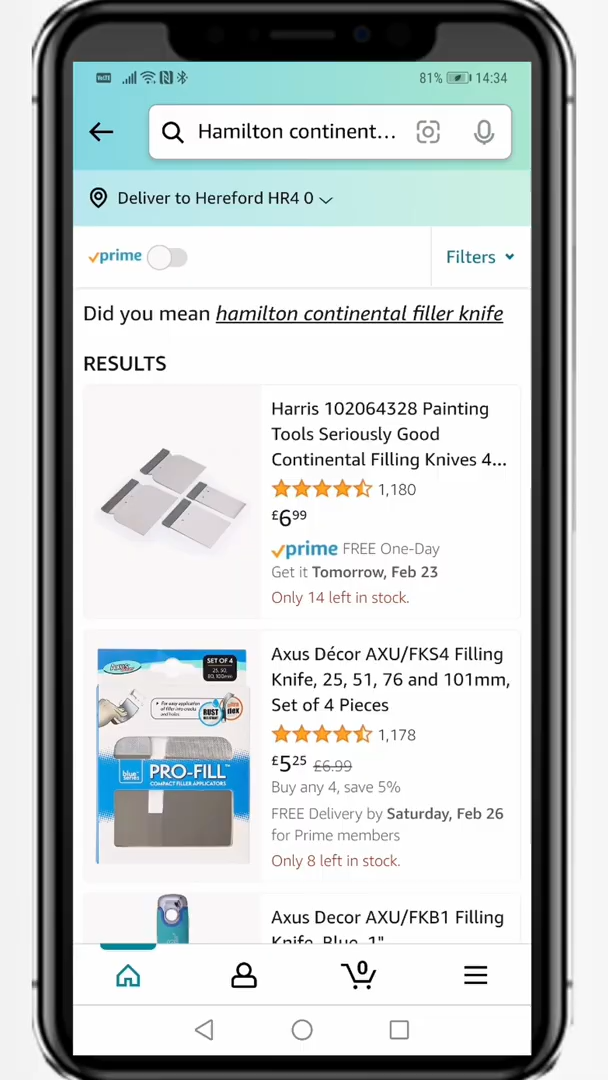 81% 14:34
Hamilton continent...
Deliver to Hereford HR4 0
prime
Filters
Did you mean hamilton continental filler knife
RESULTS
Harris 102064328 Painting
Tools Seriously Good
Continental Filling Knives 4...
1,180
£6 99
prime FREE One-Day
Get it Tomorrow, Feb 23
Only 14 left in stock.
Axus
SET OF 4
RUST
blue SERIES
PRO-FILL™
COMPACT FILLER APPLICATORS
Axus Décor AXU/FKS4 Filling
Knife, 25, 51, 76 and 101mm,
Set of 4 Pieces
1,178
£5 25 £6.99
Buy any 4, save 5%
FREE Delivery by Saturday, Feb 26
for Prime members
Only 8 left in stock.
Axus Decor AXU/FKB1 Filling
Knife, Blue, 1"
0